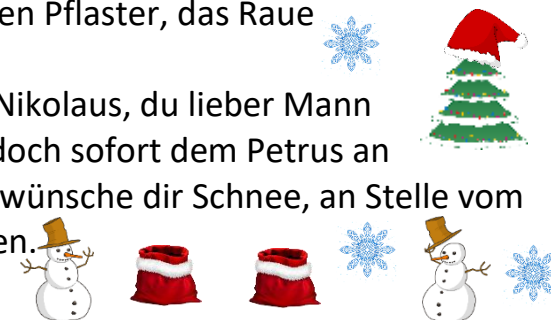 en Pflaster, das Raue
Nikolaus, du lieber Mann
doch sofort dem Petrus an
wünsche dir Schnee, an Stelle vom
en.